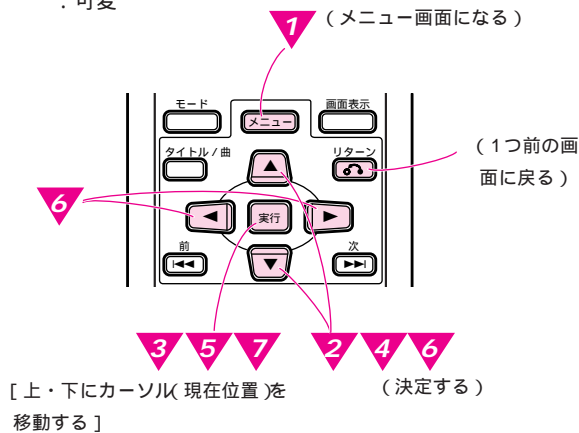 ：可変
1
（メニュー画面になる）
モード
メニュー
画面表示
タイトル / 曲
リターン
（1つ前の画
面に戻る）
6
実行
前
次
3 5 7
2 4 6
［上・下にカーソル（現在位置）を
移動する］
（決定する）